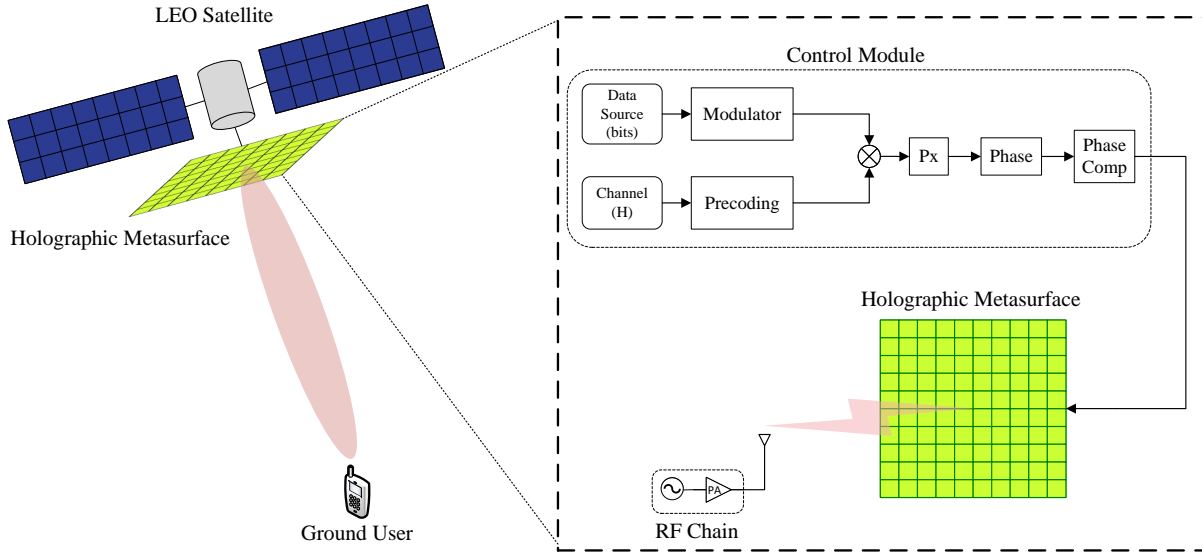 LEO Satellite
Holographic Metasurface
Ground User
Control Module
Data
Source
(bits)
Modulator
Channel
(H)
Precoding
Px
Phase
Phase
Comp
Holographic Metasurface
PA
RF Chain